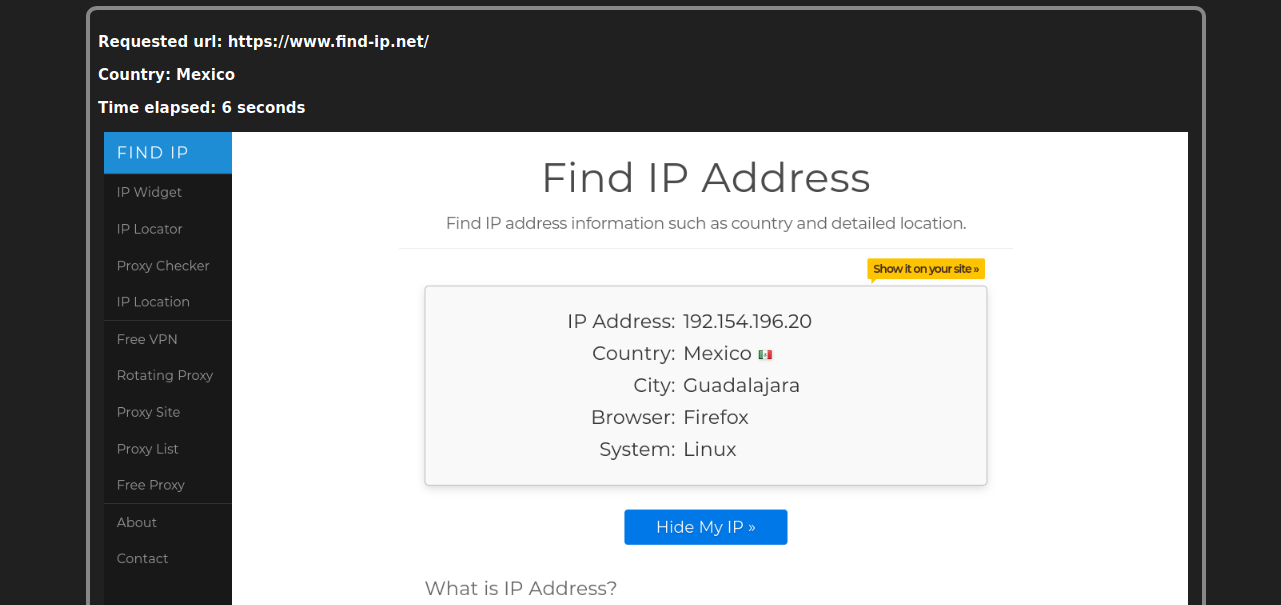 Requested url: https://www.find-ip.net/
Country: Mexico
Time elapsed: 6 seconds
FIND IP
IP Widget
IP Locator
Proxy Checker
IP Location
Free VPN
Rotating Proxy
Proxy Site
Proxy List
Free Proxy
About
Contact
Find IP Address
Find IP address information such as country and detailed location.
Show it on your site »
IP Address: 192.154.196.20
Country: Mexico
City: Guadalajara
Browser: Firefox
System: Linux
Hide My IP »
What is IP Address?